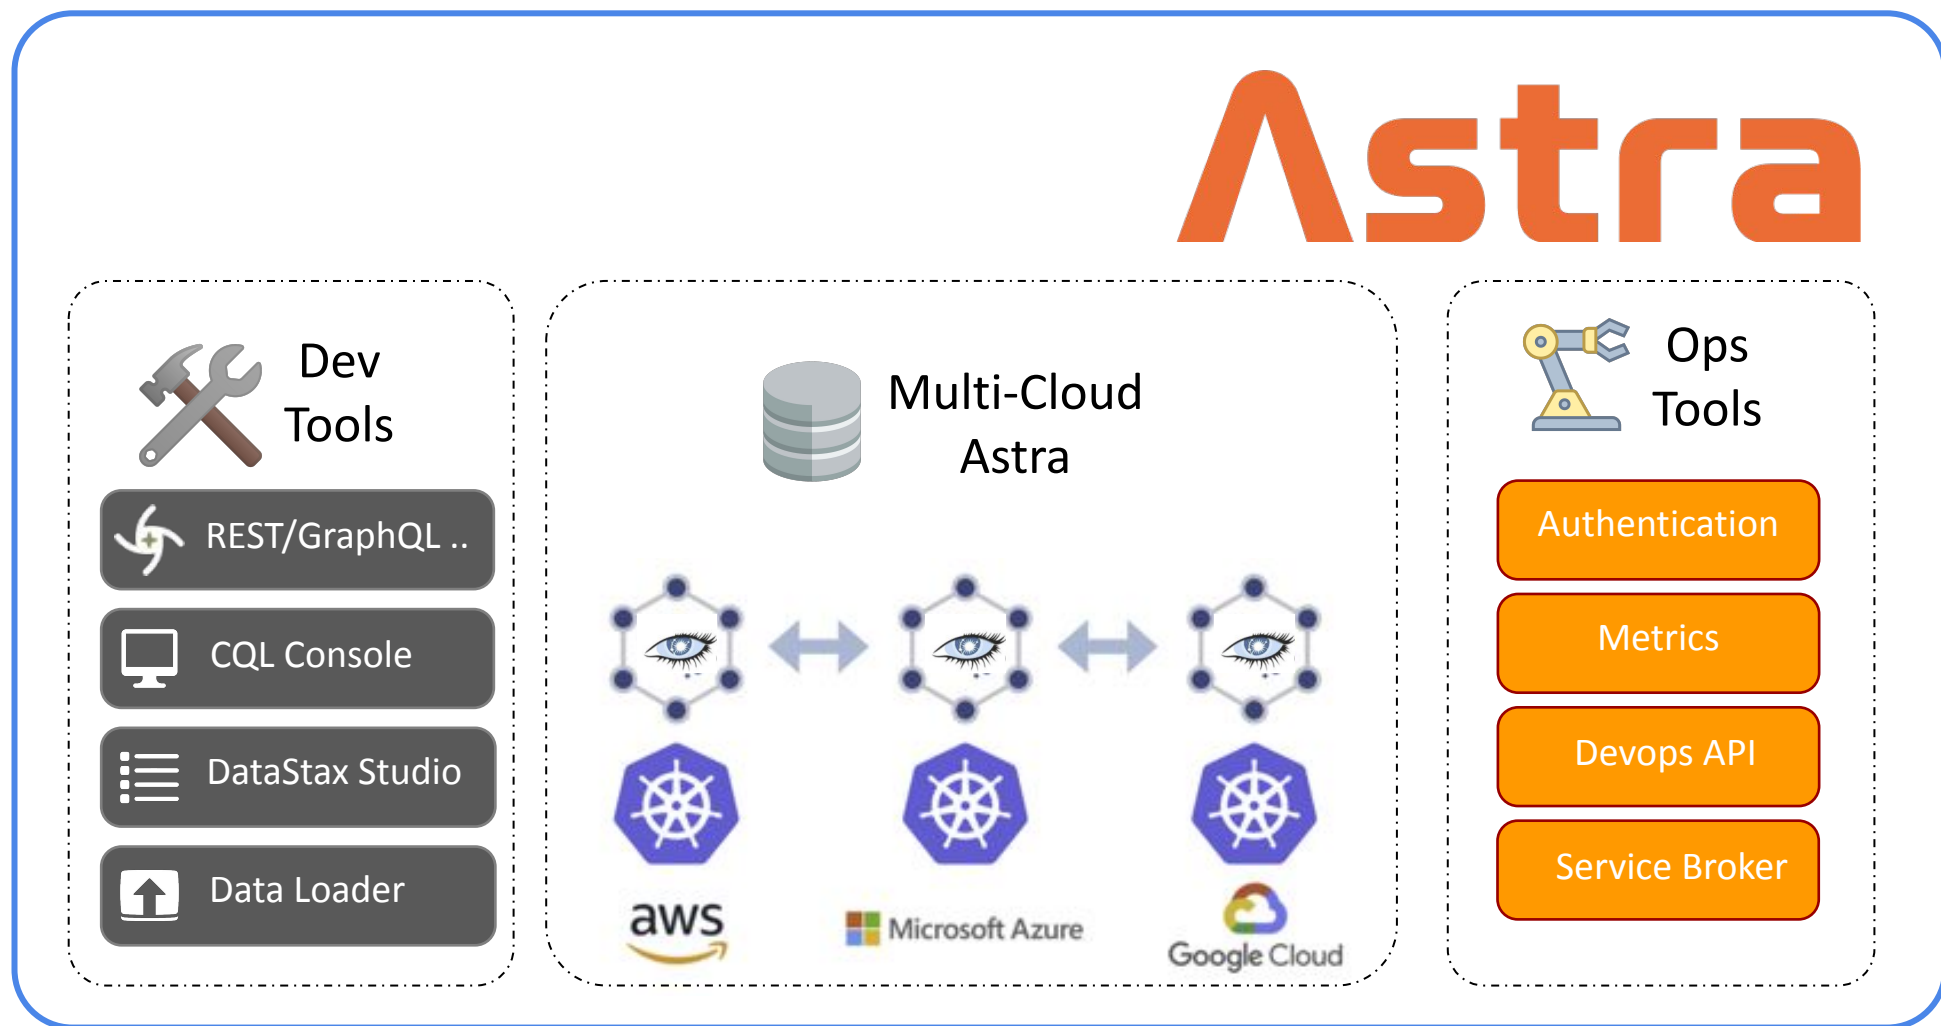 Astra
Dev
Tools
REST/GraphQL ..
CQL Console
DataStax Studio
Data Loader
Multi-Cloud
Astra
aws
Microsoft Azure
Google Cloud
Ops
Tools
Authentication
Metrics
Devops API
Service Broker